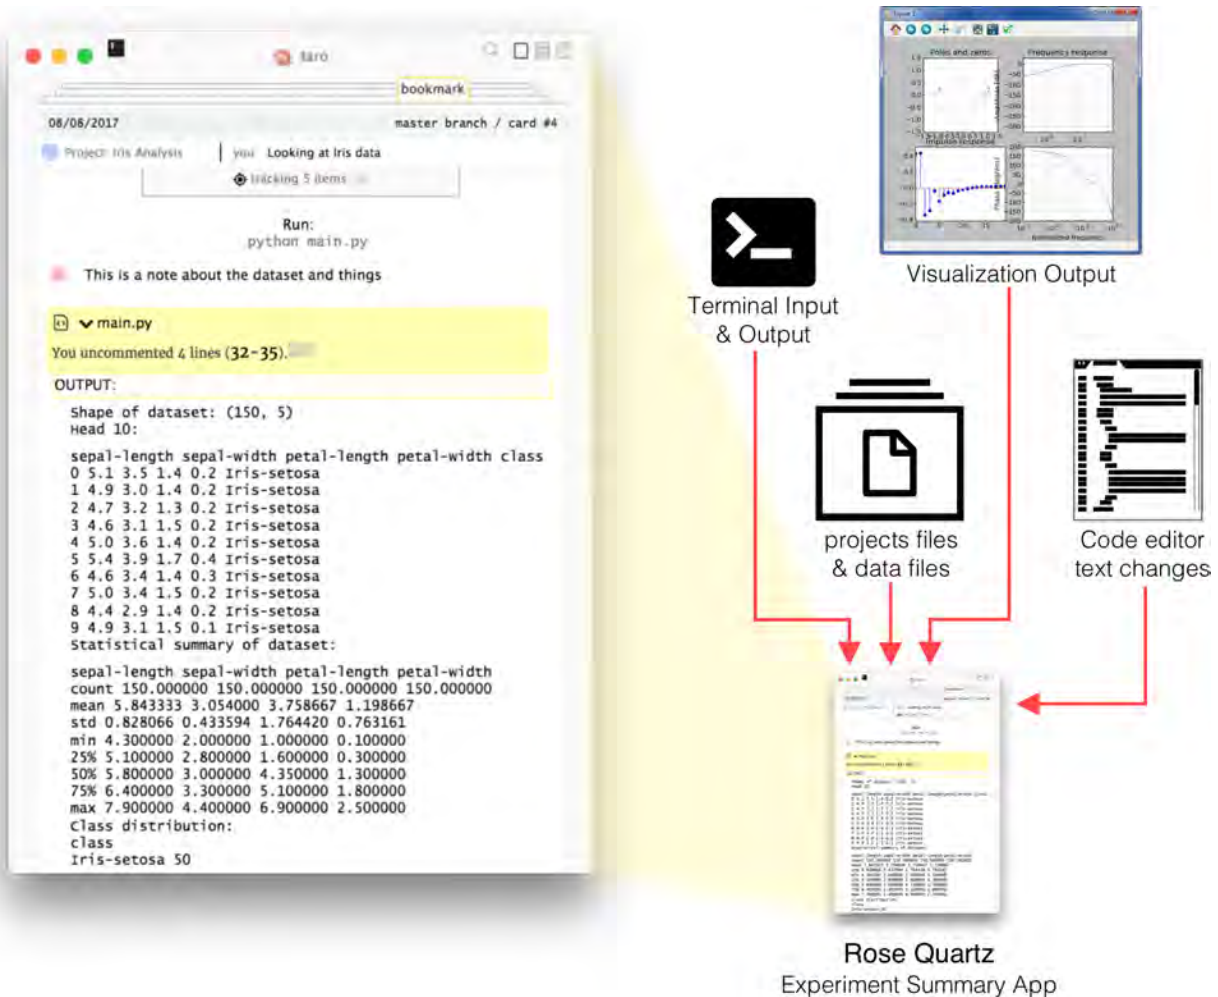 taro
bookmark
08/08/2017
master branch / card #4
Project: Iris Analysis
you Looking at Iris data
tracking 5 items
Run:
python main.py
This is a note about the dataset and things
main.py
You uncommented 4 lines (32-35).
OUTPUT:
Shape of dataset: (150, 5)
Head 10:
sepal-length sepal-width petal-length petal-width class
0 5.1 3.5 1.4 0.2 Iris-setosa
1 4.9 3.0 1.4 0.2 Iris-setosa
2 4.7 3.2 1.3 0.2 Iris-setosa
3 4.6 3.1 1.5 0.2 Iris-setosa
4 5.0 3.6 1.4 0.2 Iris-setosa
5 5.4 3.9 1.7 0.4 Iris-setosa
6 4.6 3.4 1.4 0.3 Iris-setosa
7 5.0 3.4 1.5 0.2 Iris-setosa
8 4.4 2.9 1.4 0.2 Iris-setosa
9 4.9 3.1 1.5 0.1 Iris-setosa
Statistical summary of dataset:
sepal-length sepal-width petal-length petal-width
count 150.000000 150.000000 150.000000 150.000000
mean 5.843333 3.054000 3.758667 1.198667
std 0.828066 0.433594 1.764420 0.763161
min 4.300000 2.000000 1.000000 0.100000
25% 5.100000 2.800000 1.600000 0.300000
50% 5.800000 3.000000 4.350000 1.300000
75% 6.400000 3.300000 5.100000 1.800000
max 7.900000 4.400000 6.900000 2.500000
Class distribution:
class
Iris-setosa 50
Poles and zeros
Frequency response
Impulse response
Visualization Output
Terminal Input
& Output
projects files
& data files
Code editor
text changes
Rose Quartz
Experiment Summary App